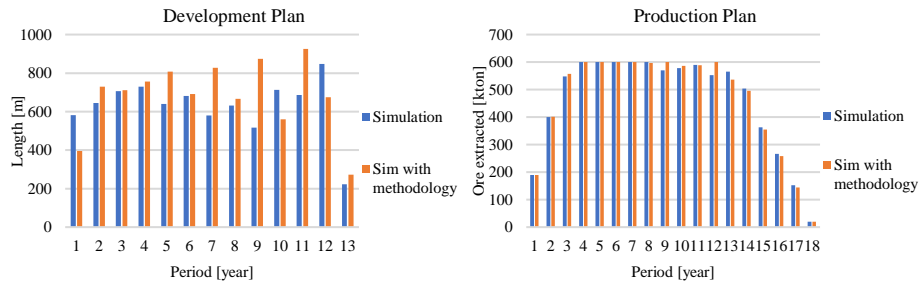 Development Plan
1000
800
600
400
200
0
Length [m]
1 2 3 4 5 6 7 8 9 10 11 12 13
Period [year]
Simulation
Sim with
methodology
Production Plan
700
600
500
400
300
200
100
0
Ore extracted [kton]
1 2 3 4 5 6 7 8 9 10 11 12 13 14 15 16 17 18
Period [year]
Simulation
Sim with
methodology